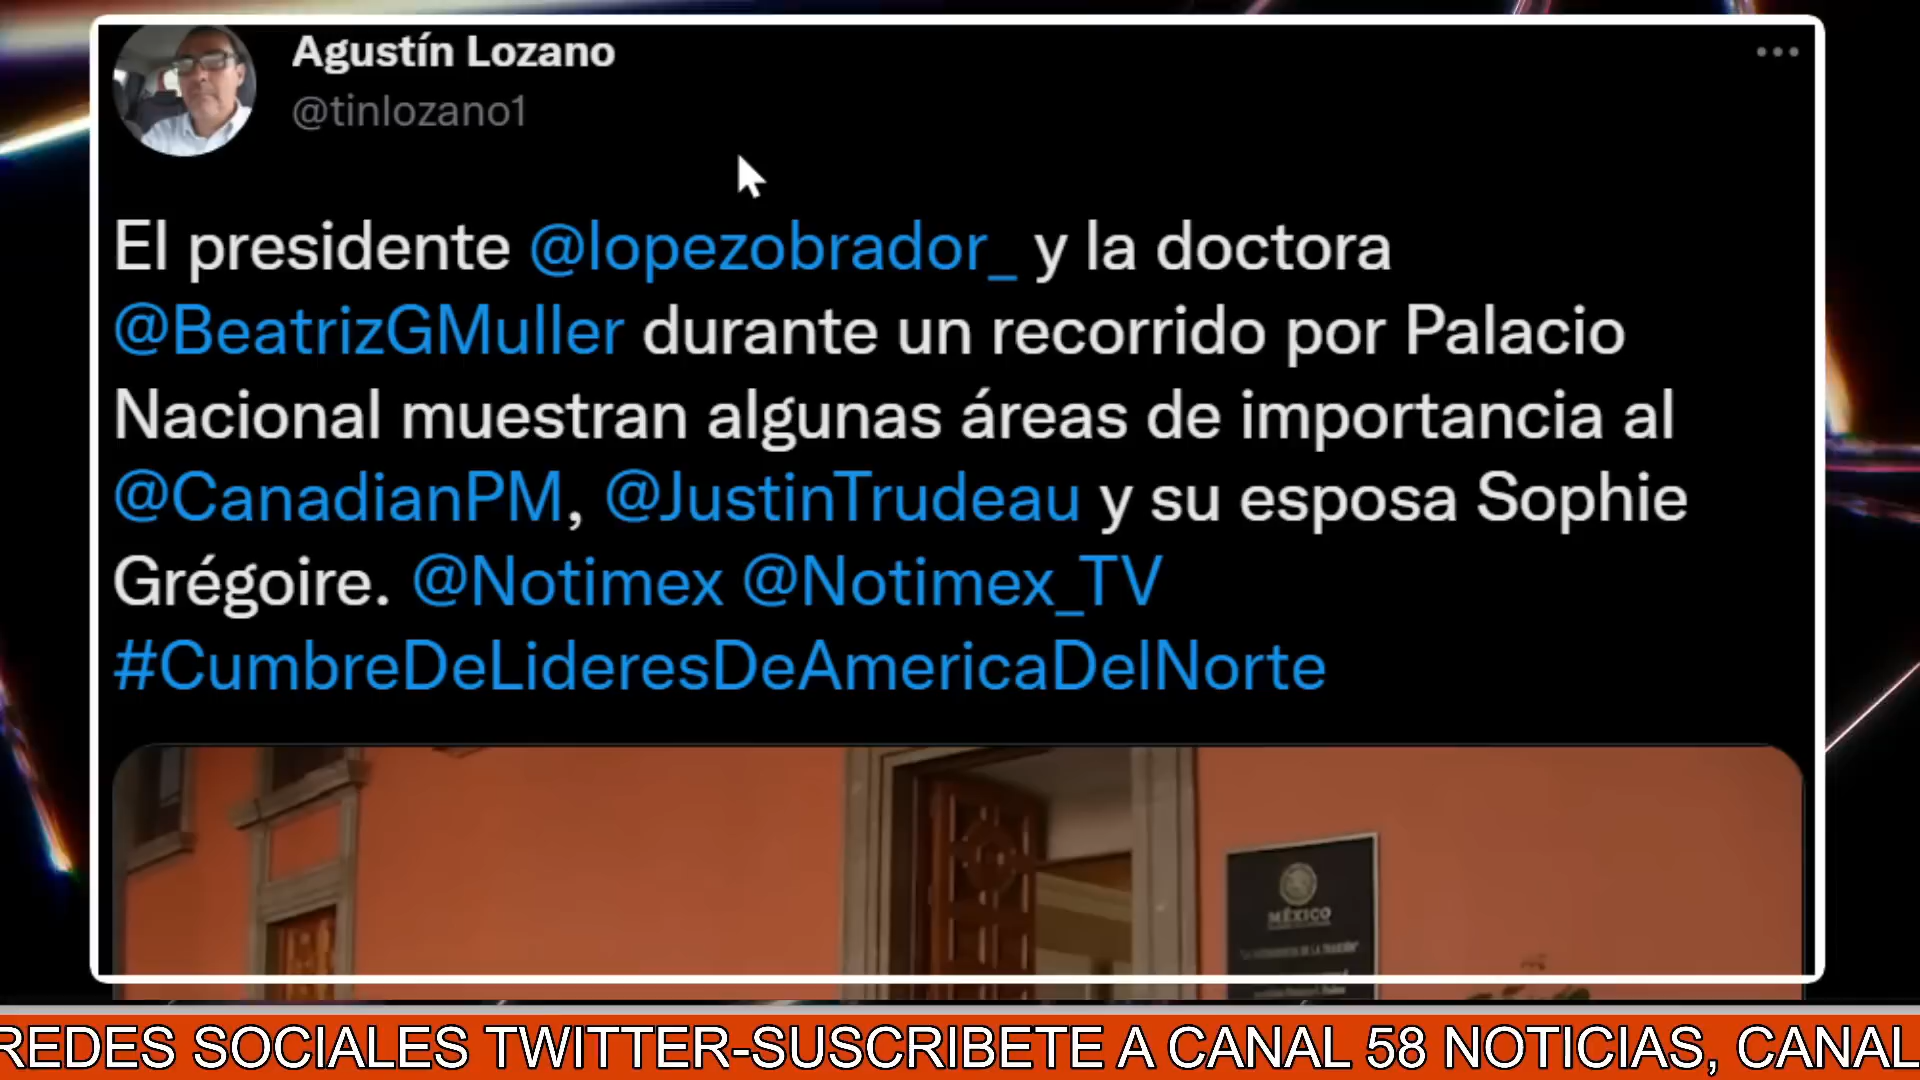 Agustín Lozano
@tinlozano1
El presidente @lopezobrador_ y la doctora
@BeatrizGMuller durante un recorrido por Palacio
Nacional muestran algunas áreas de importancia al
@CanadianPM, @JustinTrudeau y su esposa Sophie
Grégoire. @Notimex @Notimex_TV
#CumbreDeLideresDeAmericaDelNorte
MÉXICO
REDES SOCIALES TWITTER-SUSCRIBETE A CANAL 58 NOTICIAS, CANAL